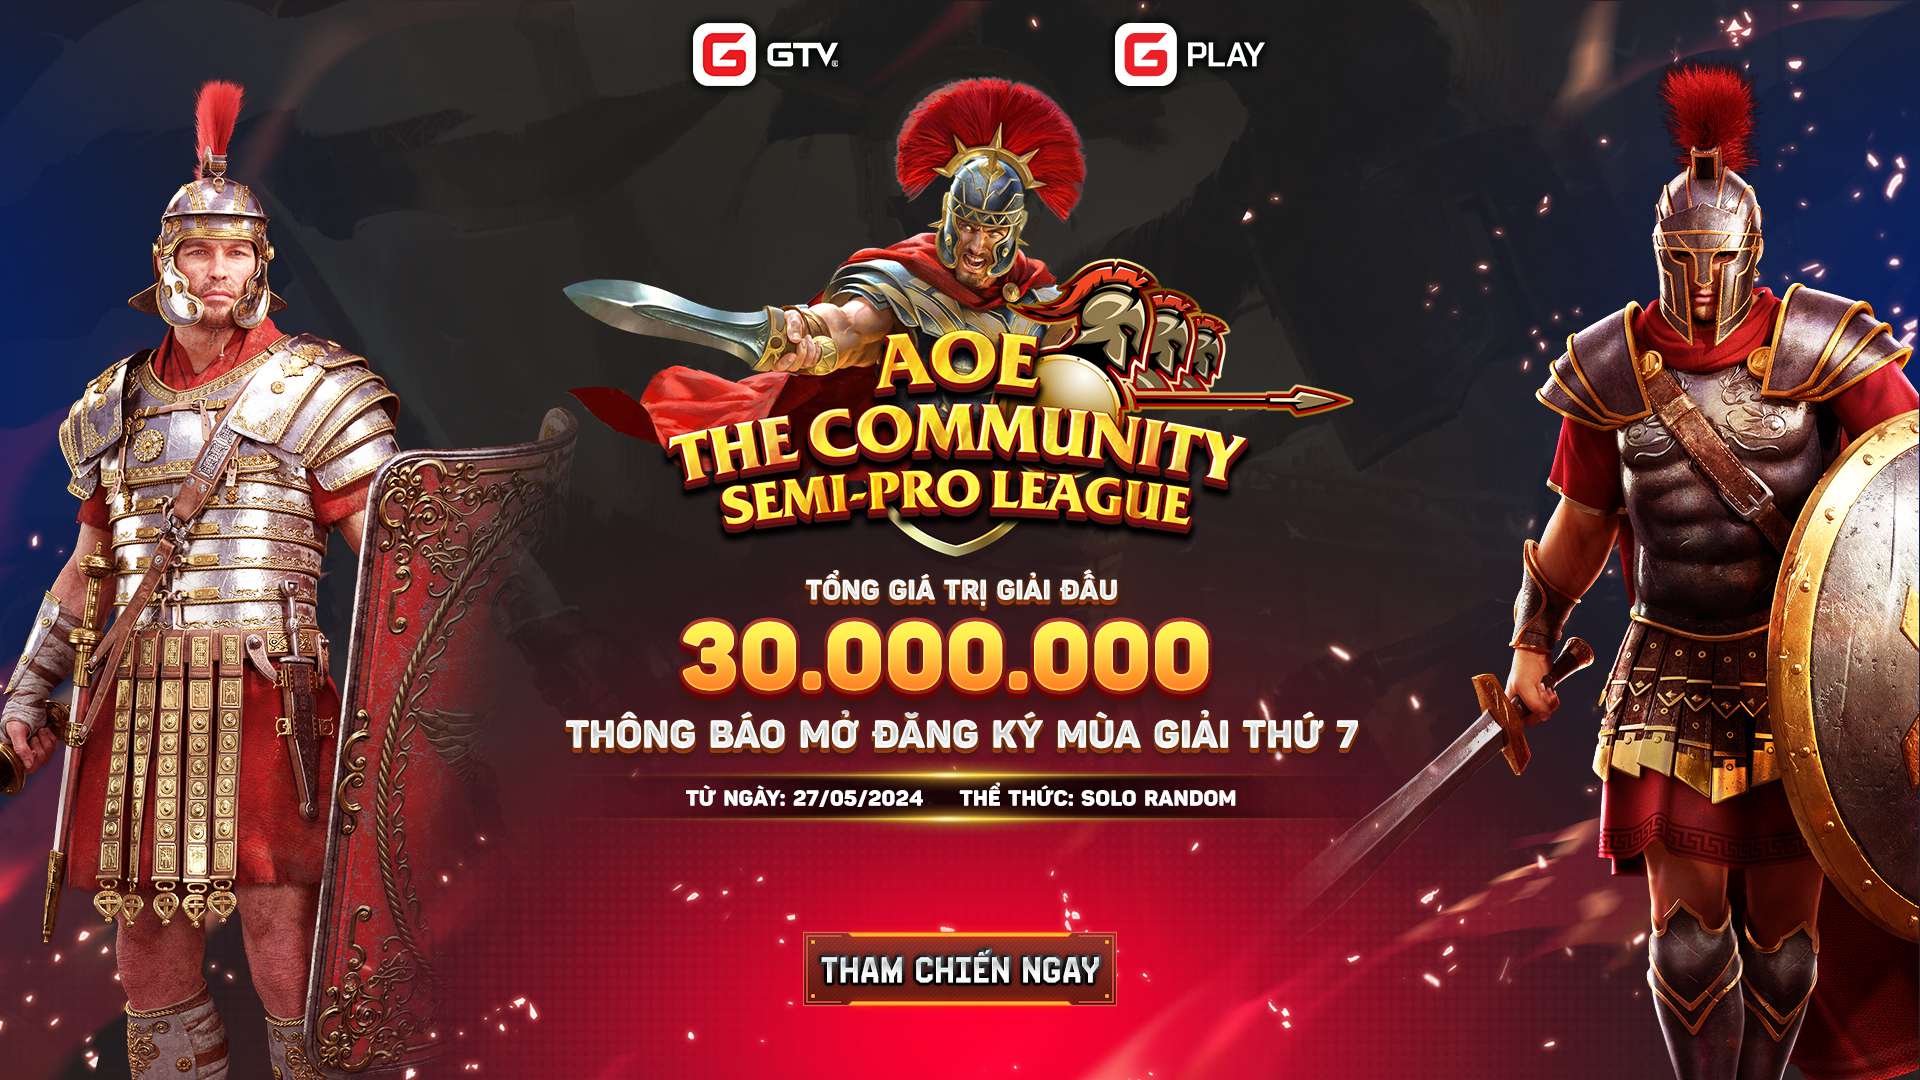 GTV
G PLAY
AOE
THE COMMUNITY
SEMI-PRO LEAGUE
TỔNG GIÁ TRỊ GIẢI ĐẤU
30.000.000
THÔNG BÁO MỞ ĐĂNG KÝ MÙA GIẢI THỨ 7
TỪ NGÀY: 27/05/2024 THỂ THỨC: SOLO RANDOM
THAM CHIẾN NGAY